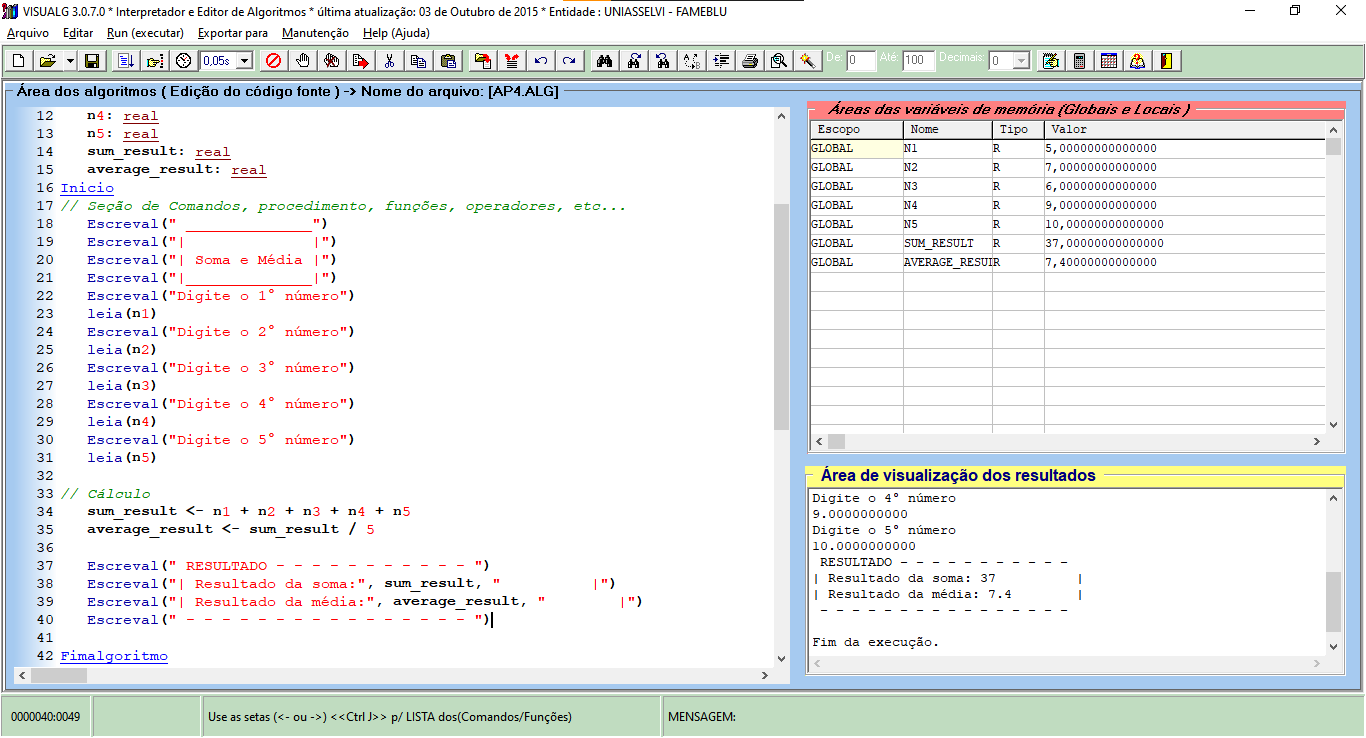 VISUALG 3.0.7.0 * Interpretador e Editor de Algoritmos * última atualização: 03 de Outubro de 2015 * Entidade : UNIASSELVI - FAMEBLU
Arquivo Editar Run (executar) Exportar para Manutenção Help (Ajuda)
0,05s De: 0 Até: 100 Decimais: 0
Área dos algoritmos ( Edição do código fonte ) -> Nome do arquivo: [AP4.ALG]
12 n4: real
13 n5: real
14 sum_result: real
15 average_result: real
16 Inicio
17 // Seção de Comandos, procedimento, funções, operadores, etc...
18 Escreval(" ______________")
19 Escreval("|              |")
20 Escreval("| Soma e Média |")
21 Escreval("|______________|")
22 Escreval("Digite o 1° número")
23 leia(n1)
24 Escreval("Digite o 2° número")
25 leia(n2)
26 Escreval("Digite o 3° número")
27 leia(n3)
28 Escreval("Digite o 4° número")
29 leia(n4)
30 Escreval("Digite o 5° número")
31 leia(n5)
32
33 // Cálculo
34 sum_result <- n1 + n2 + n3 + n4 + n5
35 average_result <- sum_result / 5
36
37 Escreval(" RESULTADO - - - - - - - - - - - ")
38 Escreval("| Resultado da soma:", sum_result, "          |")
39 Escreval("| Resultado da média:", average_result, "        |")
40 Escreval(" - - - - - - - - - - - - - - - - ")
41
42 Fimalgoritmo
Áreas das variáveis de memória (Globais e Locais )
Escopo Nome Tipo Valor
GLOBAL N1 R 5,00000000000000
GLOBAL N2 R 7,00000000000000
GLOBAL N3 R 6,00000000000000
GLOBAL N4 R 9,00000000000000
GLOBAL N5 R 10,00000000000000
GLOBAL SUM_RESULT R 37,00000000000000
GLOBAL AVERAGE_RESUI R 7,40000000000000
Área de visualização dos resultados
Digite o 4° número
9.0000000000
Digite o 5° número
10.0000000000
RESULTADO - - - - - - - - - - -
| Resultado da soma: 37          |
| Resultado da média: 7.4        |
- - - - - - - - - - - - - - - -
Fim da execução.
0000040:0049 Use as setas (<- ou ->) <<Ctrl J>> p/ LISTA dos(Comandos/Funções) MENSAGEM: